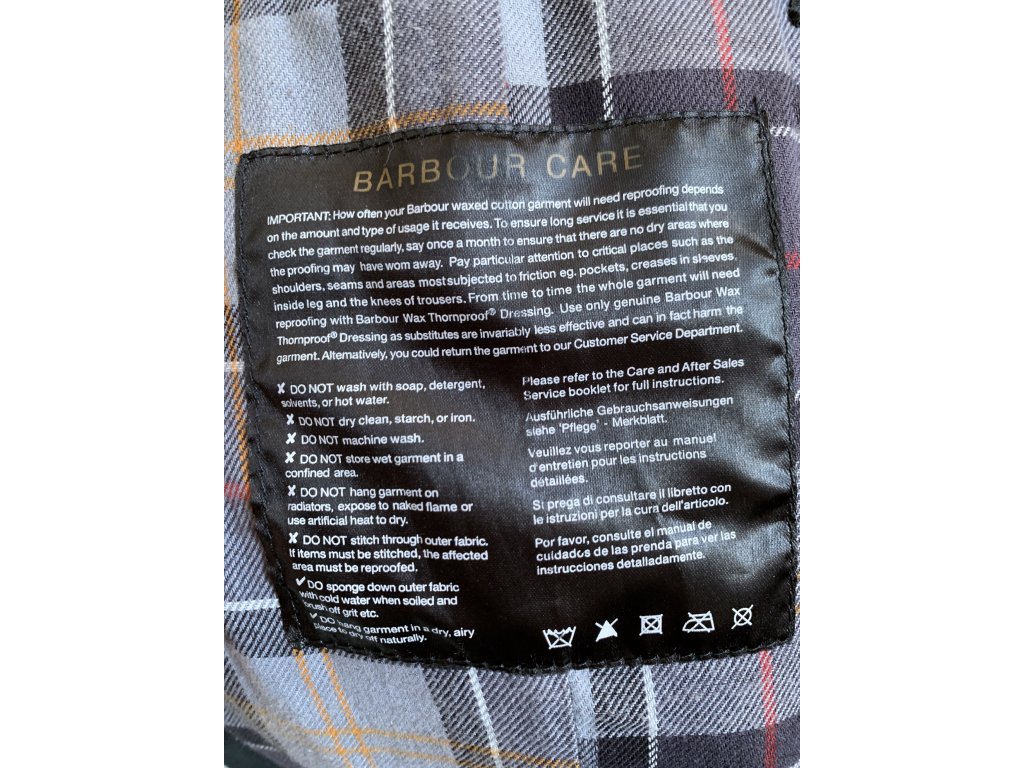 BARBOUR CARE
IMPORTANT: How often your Barbour waxed cotton garment will need reproofing depends
on the amount and type of usage it receives. To ensure long service it is essential that you
check the garment regularly, say once a month to ensure that there are no dry areas where
the proofing may have worn away. Pay particular attention to critical places such as the
shoulders, seams and areas most subjected to friction eg. pockets, creases in sleeves.
inside leg and the knees of trousers. From time to time the whole garment will need
reproofing with Barbour Wax Thornproof® Dressing. Use only genuine Barbour Wax
Thornproof® Dressing as substitutes are invariably less effective and can in fact harm the
garment. Alternatively, you could return the garment to our Customer Service Department.
✘ DO NOT wash with soap, detergent,
solvents, or hot water.
✘ DO NOT dry clean, starch, or iron.
✘ DO NOT machine wash.
✘ DO NOT store wet garment in a
confined area.
✘ DO NOT hang garment on
radiators, expose to naked flame or
use artificial heat to dry.
✘ DO NOT stitch through outer fabric.
If items must be stitched, the affected
area must be reproofed.
✔ DO sponge down outer fabric
with cold water when soiled and
brush off grit etc.
✔ DO hang garment in a dry, airy
place to dry off naturally.
Please refer to the Care and After Sales
Service booklet for full instructions.
Ausführliche Gebrauchsanweisungen
siehe 'Pflege' - Merkblatt.
Veuillez vous reporter au manuel
d'entretien pour les instructions
détaillées.
Si prega di consultare il libretto con
le istruzioni per la cura dell'articolo.
Por favor, consulte el manual de
cuidados de las prenda para ver las
instrucciones detalladamente.